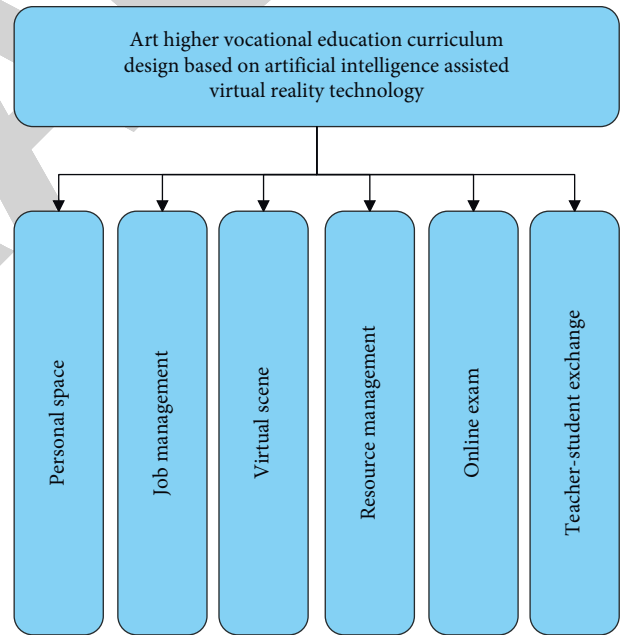 Art higher vocational education curriculum
design based on artificial intelligence assisted
virtual reality technology
Personal space
Job management
Virtual scene
Resource management
Online exam
Teacher-student exchange